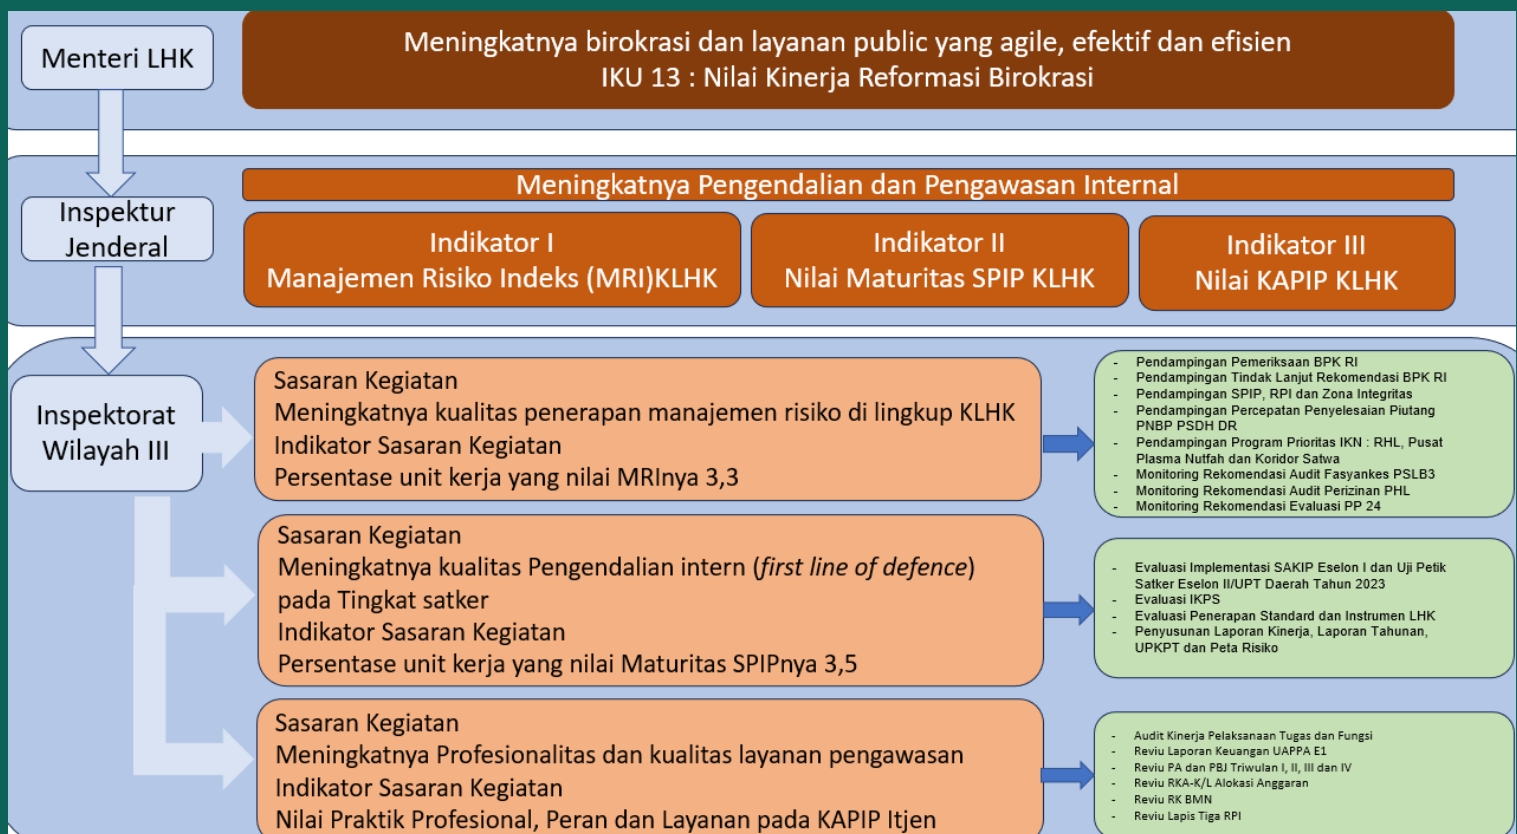 Menteri LHK
Meningkatnya birokrasi dan layanan public yang agile, efektif dan efisien
IKU 13 : Nilai Kinerja Reformasi Birokrasi
Inspektur
Jenderal
Meningkatnya Pengendalian dan Pengawasan Internal
Indikator I
Manajemen Risiko Indeks (MRI)KLHK
Indikator II
Nilai Maturitas SPIP KLHK
Indikator III
Nilai KAPIP KLHK
Inspektorat
Wilayah III
Sasaran Kegiatan
Meningkatnya kualitas penerapan manajemen risiko di lingkup KLHK
Indikator Sasaran Kegiatan
Persentase unit kerja yang nilai MRInya 3,3
- Pendampingan Pemeriksaan BPK RI
- Pendampingan Tindak Lanjut Rekomendasi BPK RI
- Pendampingan SPIP, RPI dan Zona Integritas
- Pendampingan Percepatan Penyelesaian Piutang
PNBP PSDH DR
- Pendampingan Program Prioritas IKN : RHL, Pusat
Plasma Nutfah dan Koridor Satwa
- Monitoring Rekomendasi Audit Fasyankes PSLB3
- Monitoring Rekomendasi Audit Perizinan PHL
- Monitoring Rekomendasi Evaluasi PP 24
Sasaran Kegiatan
Meningkatnya kualitas Pengendalian intern (first line of defence)
pada Tingkat satker
Indikator Sasaran Kegiatan
Persentase unit kerja yang nilai Maturitas SPIPnya 3,5
- Evaluasi Implementasi SAKIP Eselon I dan Uji Petik
Satker Eselon II/UPT Daerah Tahun 2023
- Evaluasi IKPS
- Evaluasi Penerapan Standard dan Instrumen LHK
- Penyusunan Laporan Kinerja, Laporan Tahunan,
UPKPT dan Peta Risiko
Sasaran Kegiatan
Meningkatnya Profesionalitas dan kualitas layanan pengawasan
Indikator Sasaran Kegiatan
Nilai Praktik Profesional, Peran dan Layanan pada KAPIP Itjen
- Audit Kinerja Pelaksanaan Tugas dan Fungsi
- Reviu Laporan Keuangan UAPPA E1
- Reviu PA dan PBJ Triwulan I, II, III dan IV
- Reviu RKA-K/L Alokasi Anggaran
- Reviu RK BMN
- Reviu Lapis Tiga RPI